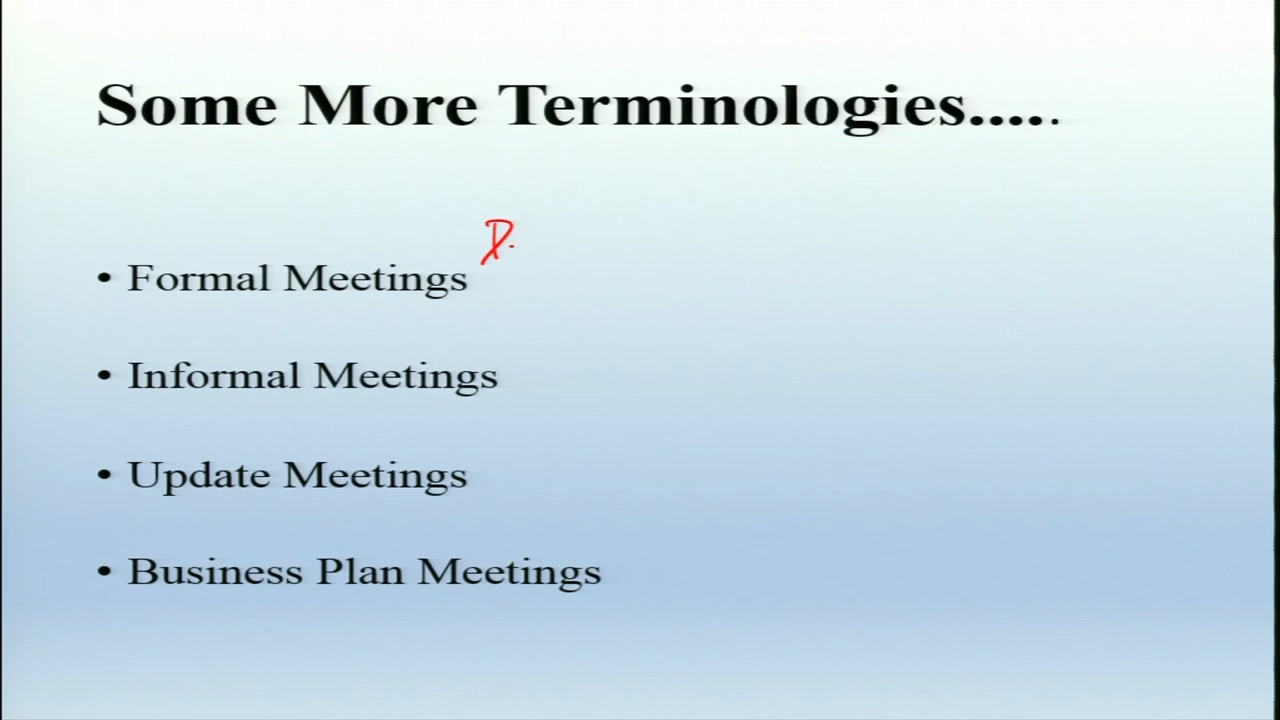 Some More Terminologies.....
• Formal Meetings
• Informal Meetings
• Update Meetings
• Business Plan Meetings